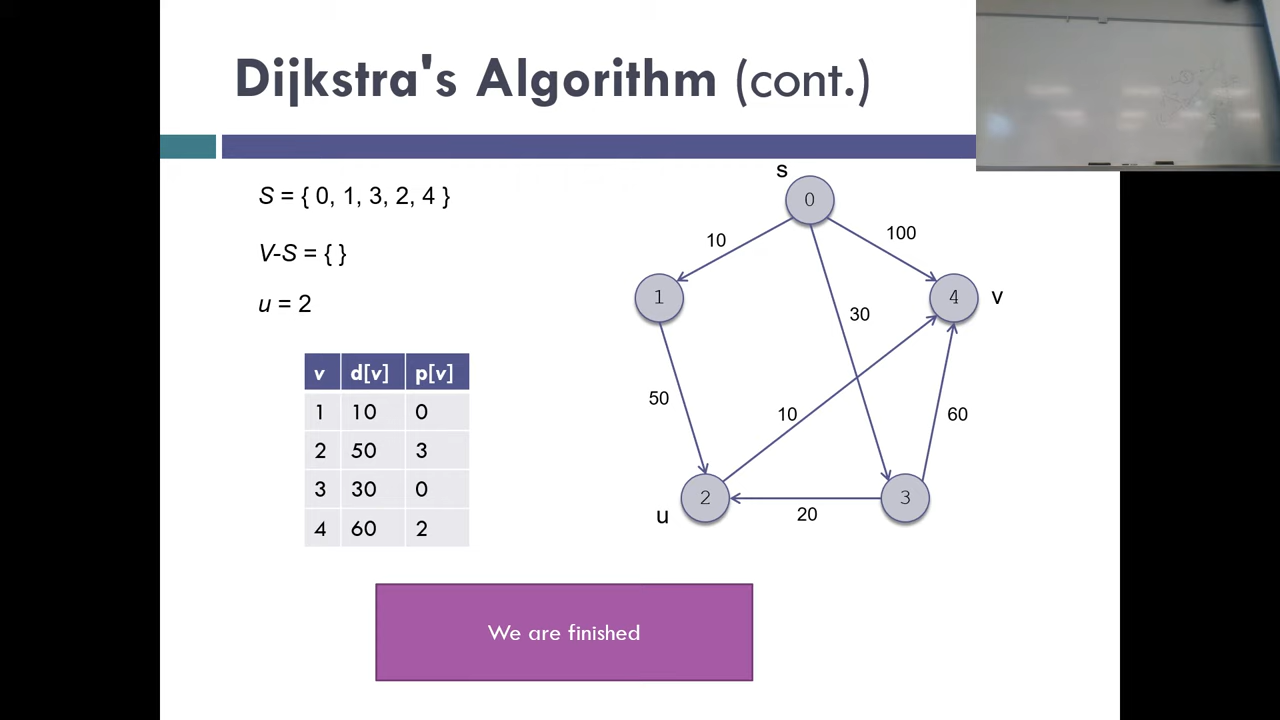 Dijkstra's Algorithm (cont.)
S = { 0, 1, 3, 2, 4 }
V-S = { }
u = 2
v d[v] p[v]
1 10 0
2 50 3
3 30 0
4 60 2
s
0
10
100
1
4
v
30
50
10
60
2
3
u
20
We are finished